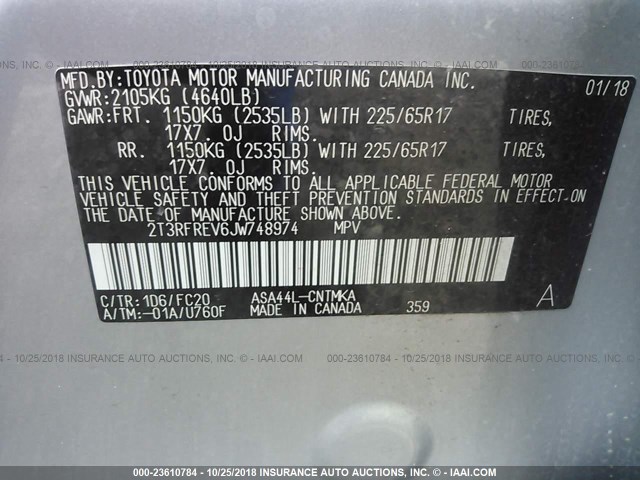 MFD.BY:TOYOTA MOTOR MANUFACTURING CANADA INC. 01/18
GVWR:2105KG (4640LB)
GAWR:FRT. 1150KG (2535LB) WITH 225/65R17 TIRES,
17X7.0J RIMS.
RR. 1150KG (2535LB) WITH 225/65R17 TIRES,
17X7.0J RIMS.
THIS VEHICLE CONFORMS TO ALL APPLICABLE FEDERAL MOTOR
VEHICLE SAFETY AND THEFT PREVENTION STANDARDS IN EFFECT ON
THE DATE OF MANUFACTURE SHOWN ABOVE.
2T3RFREV6JW748974 MPV
C/TR:1D6/FC20 ASA44L-CNTMKA A
A/TM:-01A/U760F MADE IN CANADA 359
000-23610784 - 10/25/2018 INSURANCE AUTO AUCTIONS INC. © - IAAI.COM